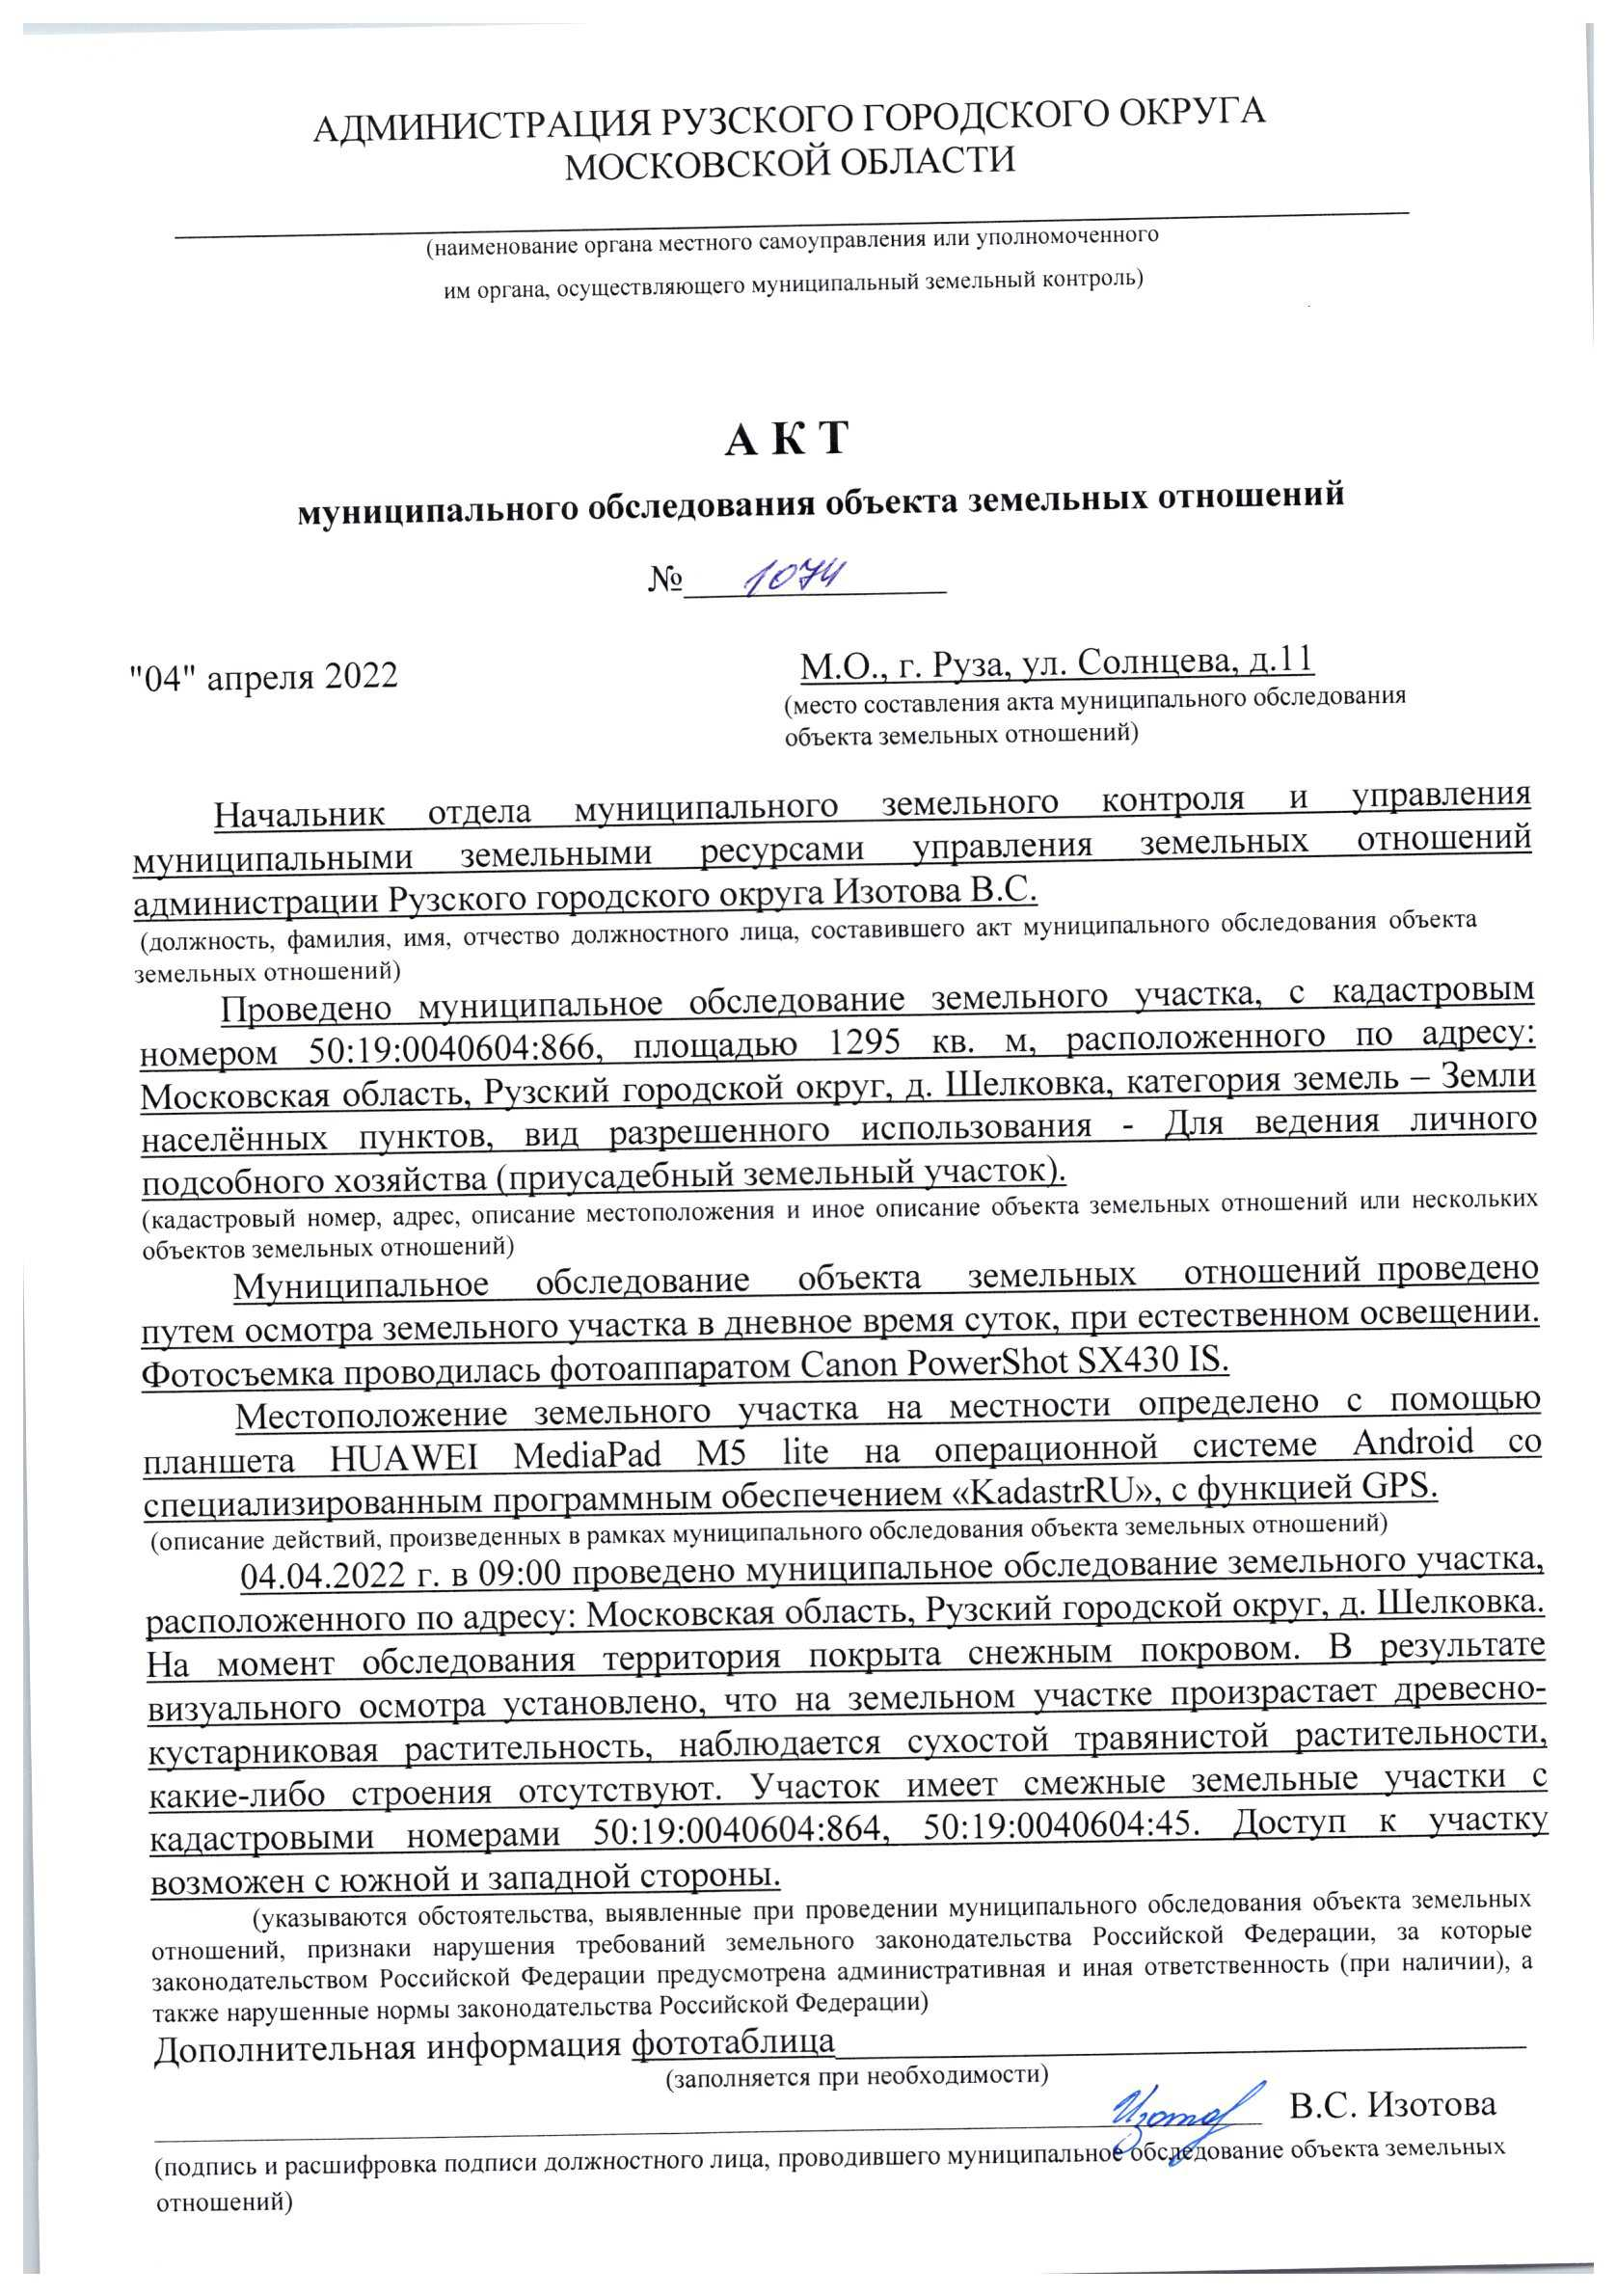 АДМИНИСТРАЦИЯ РУЗСКОГО ГОРОДСКОГО ОКРУГА
МОСКОВСКОЙ ОБЛАСТИ
(наименование органа местного самоуправления или уполномоченного
им органа, осуществляющего муниципальный земельный контроль)
А К Т
муниципального обследования объекта земельных отношений
№ 1074
"04" апреля 2022
М.О., г. Руза, ул. Солнцева, д.11
(место составления акта муниципального обследования
объекта земельных отношений)
Начальник отдела муниципального земельного контроля и управления
муниципальными земельными ресурсами управления земельных отношений
администрации Рузского городского округа Изотова В.С.
(должность, фамилия, имя, отчество должностного лица, составившего акт муниципального обследования объекта
земельных отношений)
Проведено муниципальное обследование земельного участка, с кадастровым
номером 50:19:0040604:866, площадью 1295 кв. м, расположенного по адресу:
Московская область, Рузский городской округ, д. Шелковка, категория земель – Земли
населённых пунктов, вид разрешенного использования - Для ведения личного
подсобного хозяйства (приусадебный земельный участок).
(кадастровый номер, адрес, описание местоположения и иное описание объекта земельных отношений или нескольких
объектов земельных отношений)
Муниципальное обследование объекта земельных отношений проведено
путем осмотра земельного участка в дневное время суток, при естественном освещении.
Фотосъемка проводилась фотоаппаратом Canon PowerShot SX430 IS.
Местоположение земельного участка на местности определено с помощью
планшета HUAWEI MediaPad M5 lite на операционной системе Android со
специализированным программным обеспечением «KadastrRU», с функцией GPS.
(описание действий, произведенных в рамках муниципального обследования объекта земельных отношений)
04.04.2022 г. в 09:00 проведено муниципальное обследование земельного участка,
расположенного по адресу: Московская область, Рузский городской округ, д. Шелковка.
На момент обследования территория покрыта снежным покровом. В результате
визуального осмотра установлено, что на земельном участке произрастает древесно-
кустарниковая растительность, наблюдается сухостой травянистой растительности,
какие-либо строения отсутствуют. Участок имеет смежные земельные участки с
кадастровыми номерами 50:19:0040604:864, 50:19:0040604:45. Доступ к участку
возможен с южной и западной стороны.
(указываются обстоятельства, выявленные при проведении муниципального обследования объекта земельных
отношений, признаки нарушения требований земельного законодательства Российской Федерации, за которые
законодательством Российской Федерации предусмотрена административная и иная ответственность (при наличии), а
также нарушенные нормы законодательства Российской Федерации)
Дополнительная информация фототаблица
(заполняется при необходимости)
В.С. Изотова
(подпись и расшифровка подписи должностного лица, проводившего муниципальное обследование объекта земельных
отношений)